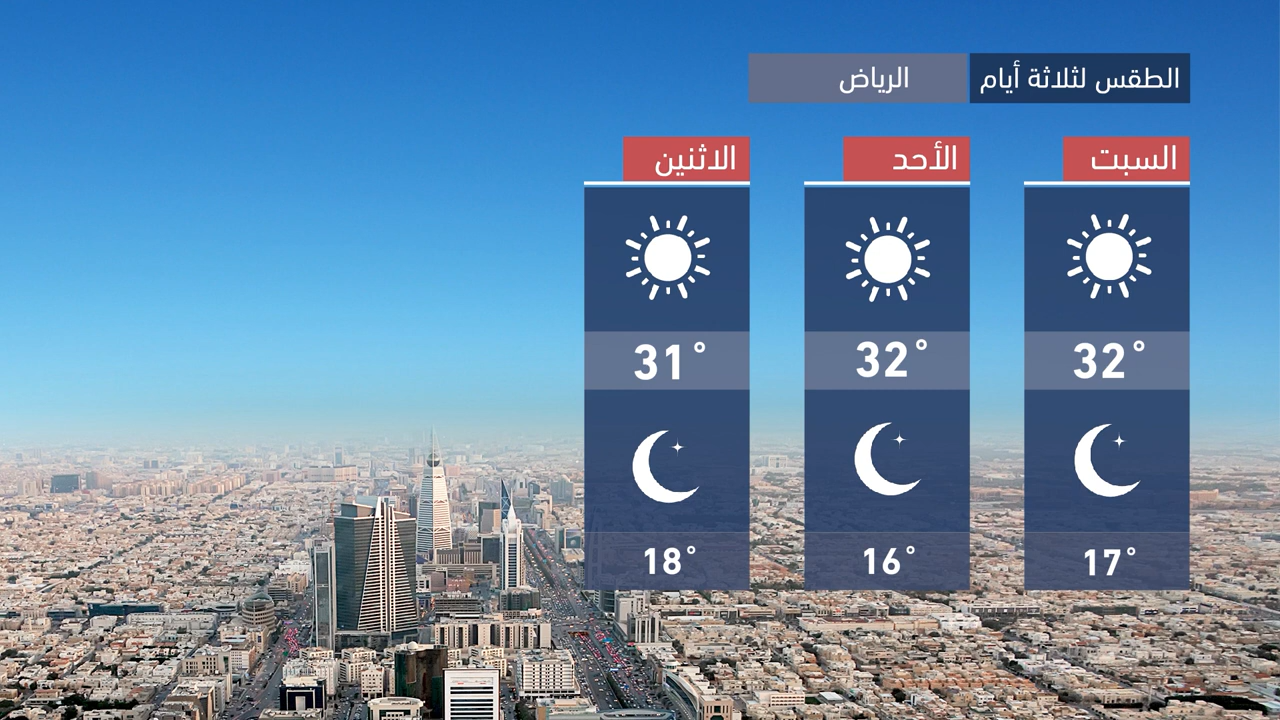 الطقس لثلاثة أيام
الرياض
السبت
32°
17°
الأحد
32°
16°
الاثنين
31°
18°